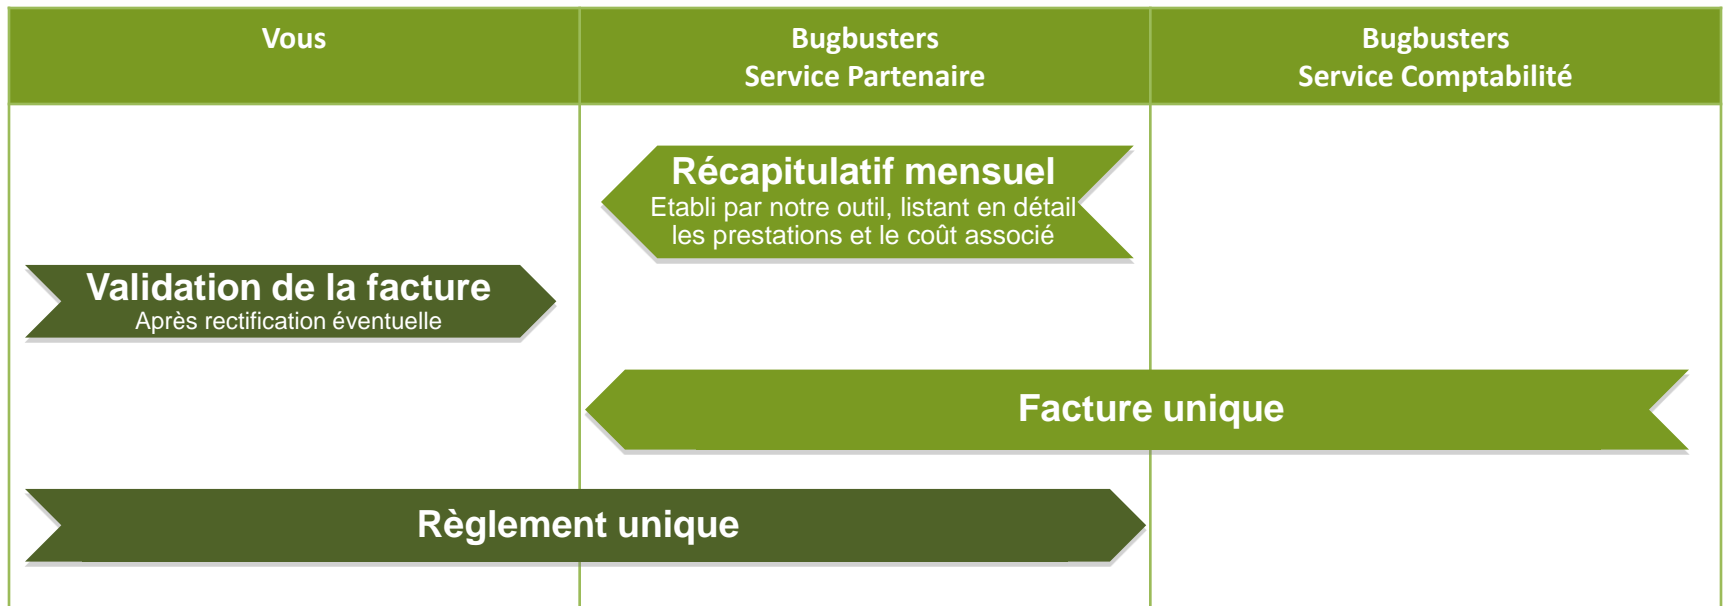 Vous
Bugbusters
Service Partenaire
Bugbusters
Service Comptabilité
Récapitulatif mensuel
Etabli par notre outil, listant en détail
les prestations et le coût associé
Validation de la facture
Après rectification éventuelle
Facture unique
Règlement unique